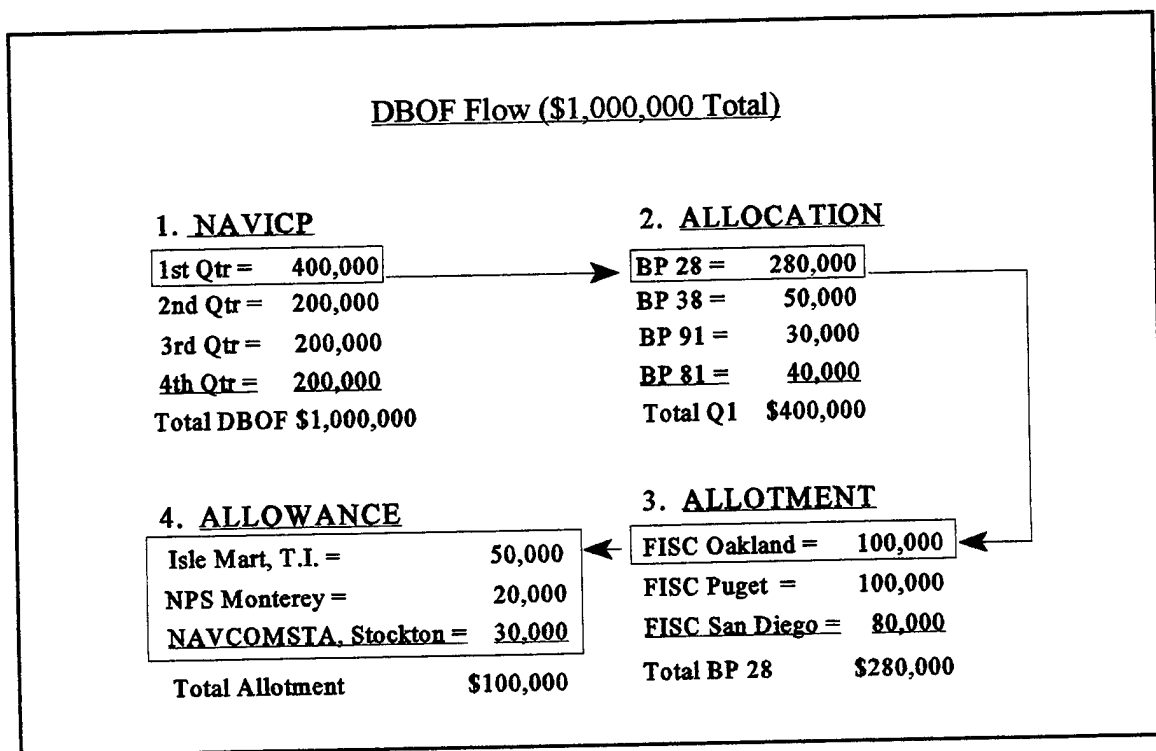 DBOF Flow ($1,000,000 Total)
1. NAVICP
1st Qtr = 400,000
2nd Qtr = 200,000
3rd Qtr = 200,000
4th Qtr = 200,000
Total DBOF $1,000,000
2. ALLOCATION
BP 28 = 280,000
BP 38 = 50,000
BP 91 = 30,000
BP 81 = 40,000
Total Q1 $400,000
3. ALLOTMENT
FISC Oakland = 100,000
FISC Puget = 100,000
FISC San Diego = 80,000
Total BP 28 $280,000
4. ALLOWANCE
Isle Mart, T.I. = 50,000
NPS Monterey = 20,000
NAVCOMSTA, Stockton = 30,000
Total Allotment $100,000